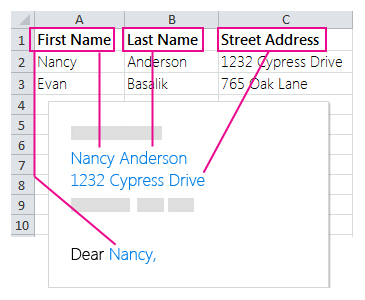 A B C
1 First Name Last Name Street Address
2 Nancy Anderson 1232 Cypress Drive
3 Evan Basalik 765 Oak Lane
4
5
6
7
8
9
10
Nancy Anderson
1232 Cypress Drive
Dear Nancy,